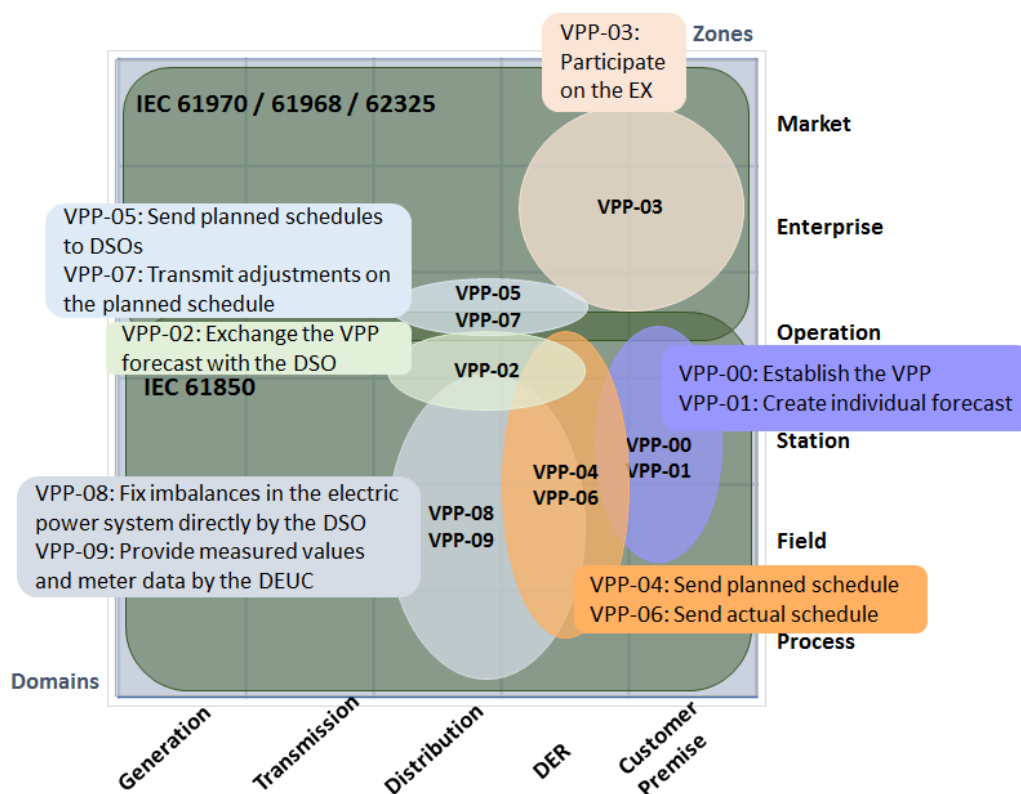 VPP-03:
Participate
on the EX
Zones
IEC 61970 / 61968 / 62325
Market
VPP-03
VPP-05: Send planned schedules
to DSOs
VPP-07: Transmit adjustments on
the planned schedule
Enterprise
VPP-05
VPP-07
Operation
VPP-02: Exchange the VPP
forecast with the DSO
VPP-02
IEC 61850
VPP-00: Establish the VPP
VPP-01: Create individual forecast
Station
VPP-00
VPP-01
VPP-04
VPP-06
VPP-08: Fix imbalances in the electric
power system directly by the DSO
VPP-09: Provide measured values
and meter data by the DEUC
VPP-08
VPP-09
Field
VPP-04: Send planned schedule
VPP-06: Send actual schedule
Process
Domains
Generation
Transmission
Distribution
DER
Customer
Premise